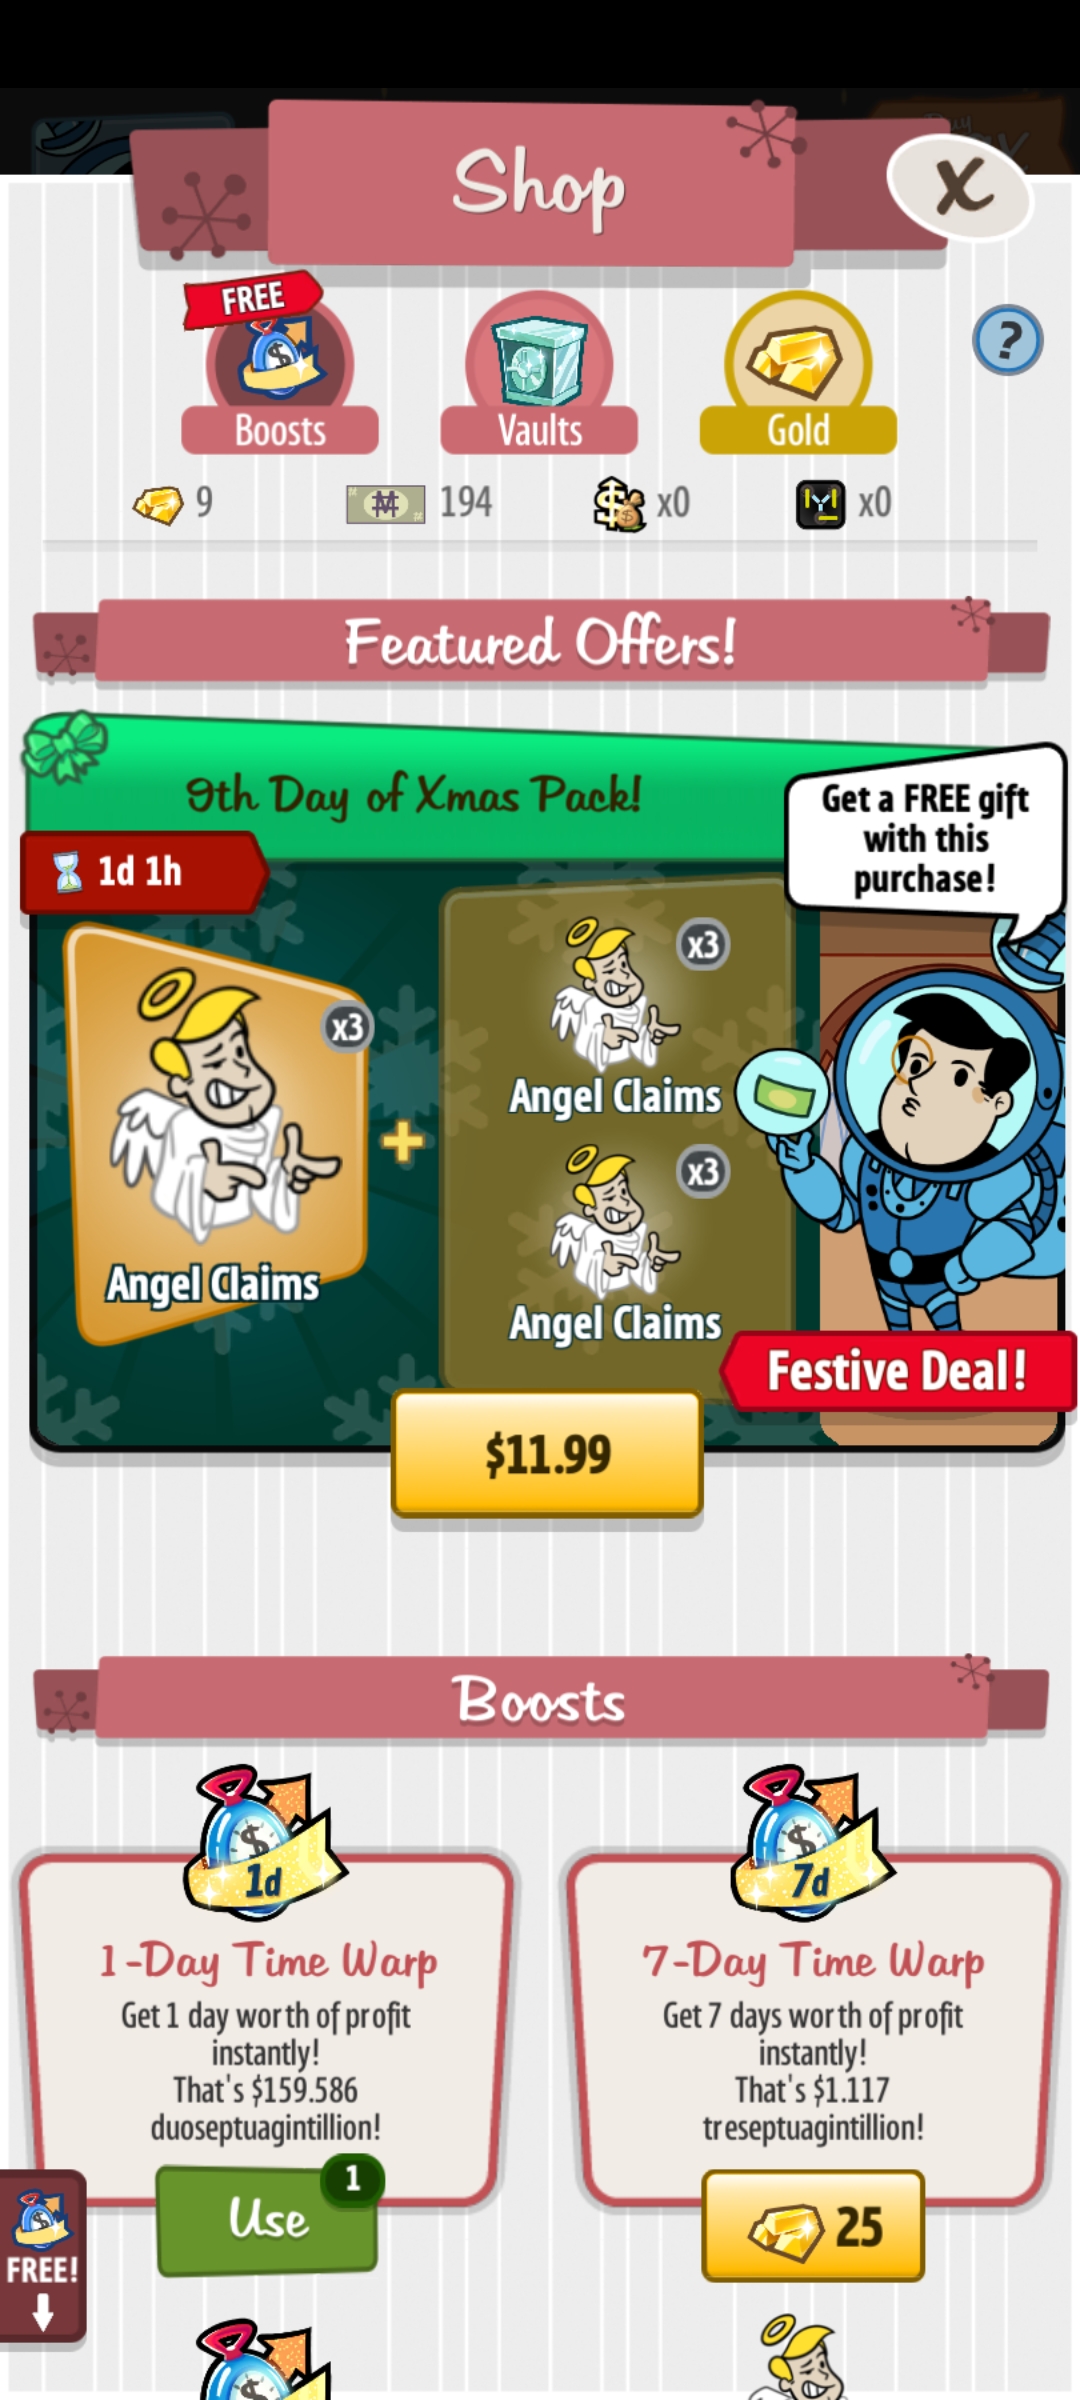 Shop
X
FREE
Boosts
Vaults
Gold
?
9
194
x0
x0
Featured Offers!
9th Day of Xmas Pack!
Get a FREE gift
with this
purchase!
1d 1h
x3
Angel Claims
+
x3
Angel Claims
x3
Angel Claims
Festive Deal!
$11.99
Boosts
1d
1-Day Time Warp
Get 1 day worth of profit
instantly!
That's $159.586
duoseptuagintillion!
Use
1
7d
7-Day Time Warp
Get 7 days worth of profit
instantly!
That's $1.117
treseptuagintillion!
25
FREE!